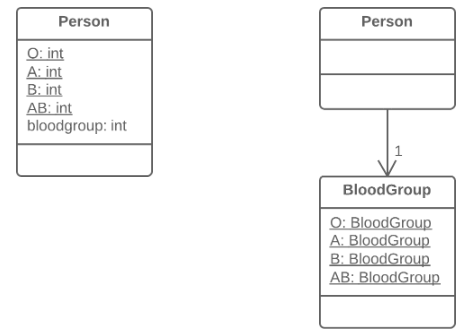 Person
O: int
A: int
B: int
AB: int
bloodgroup: int
Person
1
BloodGroup
O: BloodGroup
A: BloodGroup
B: BloodGroup
AB: BloodGroup